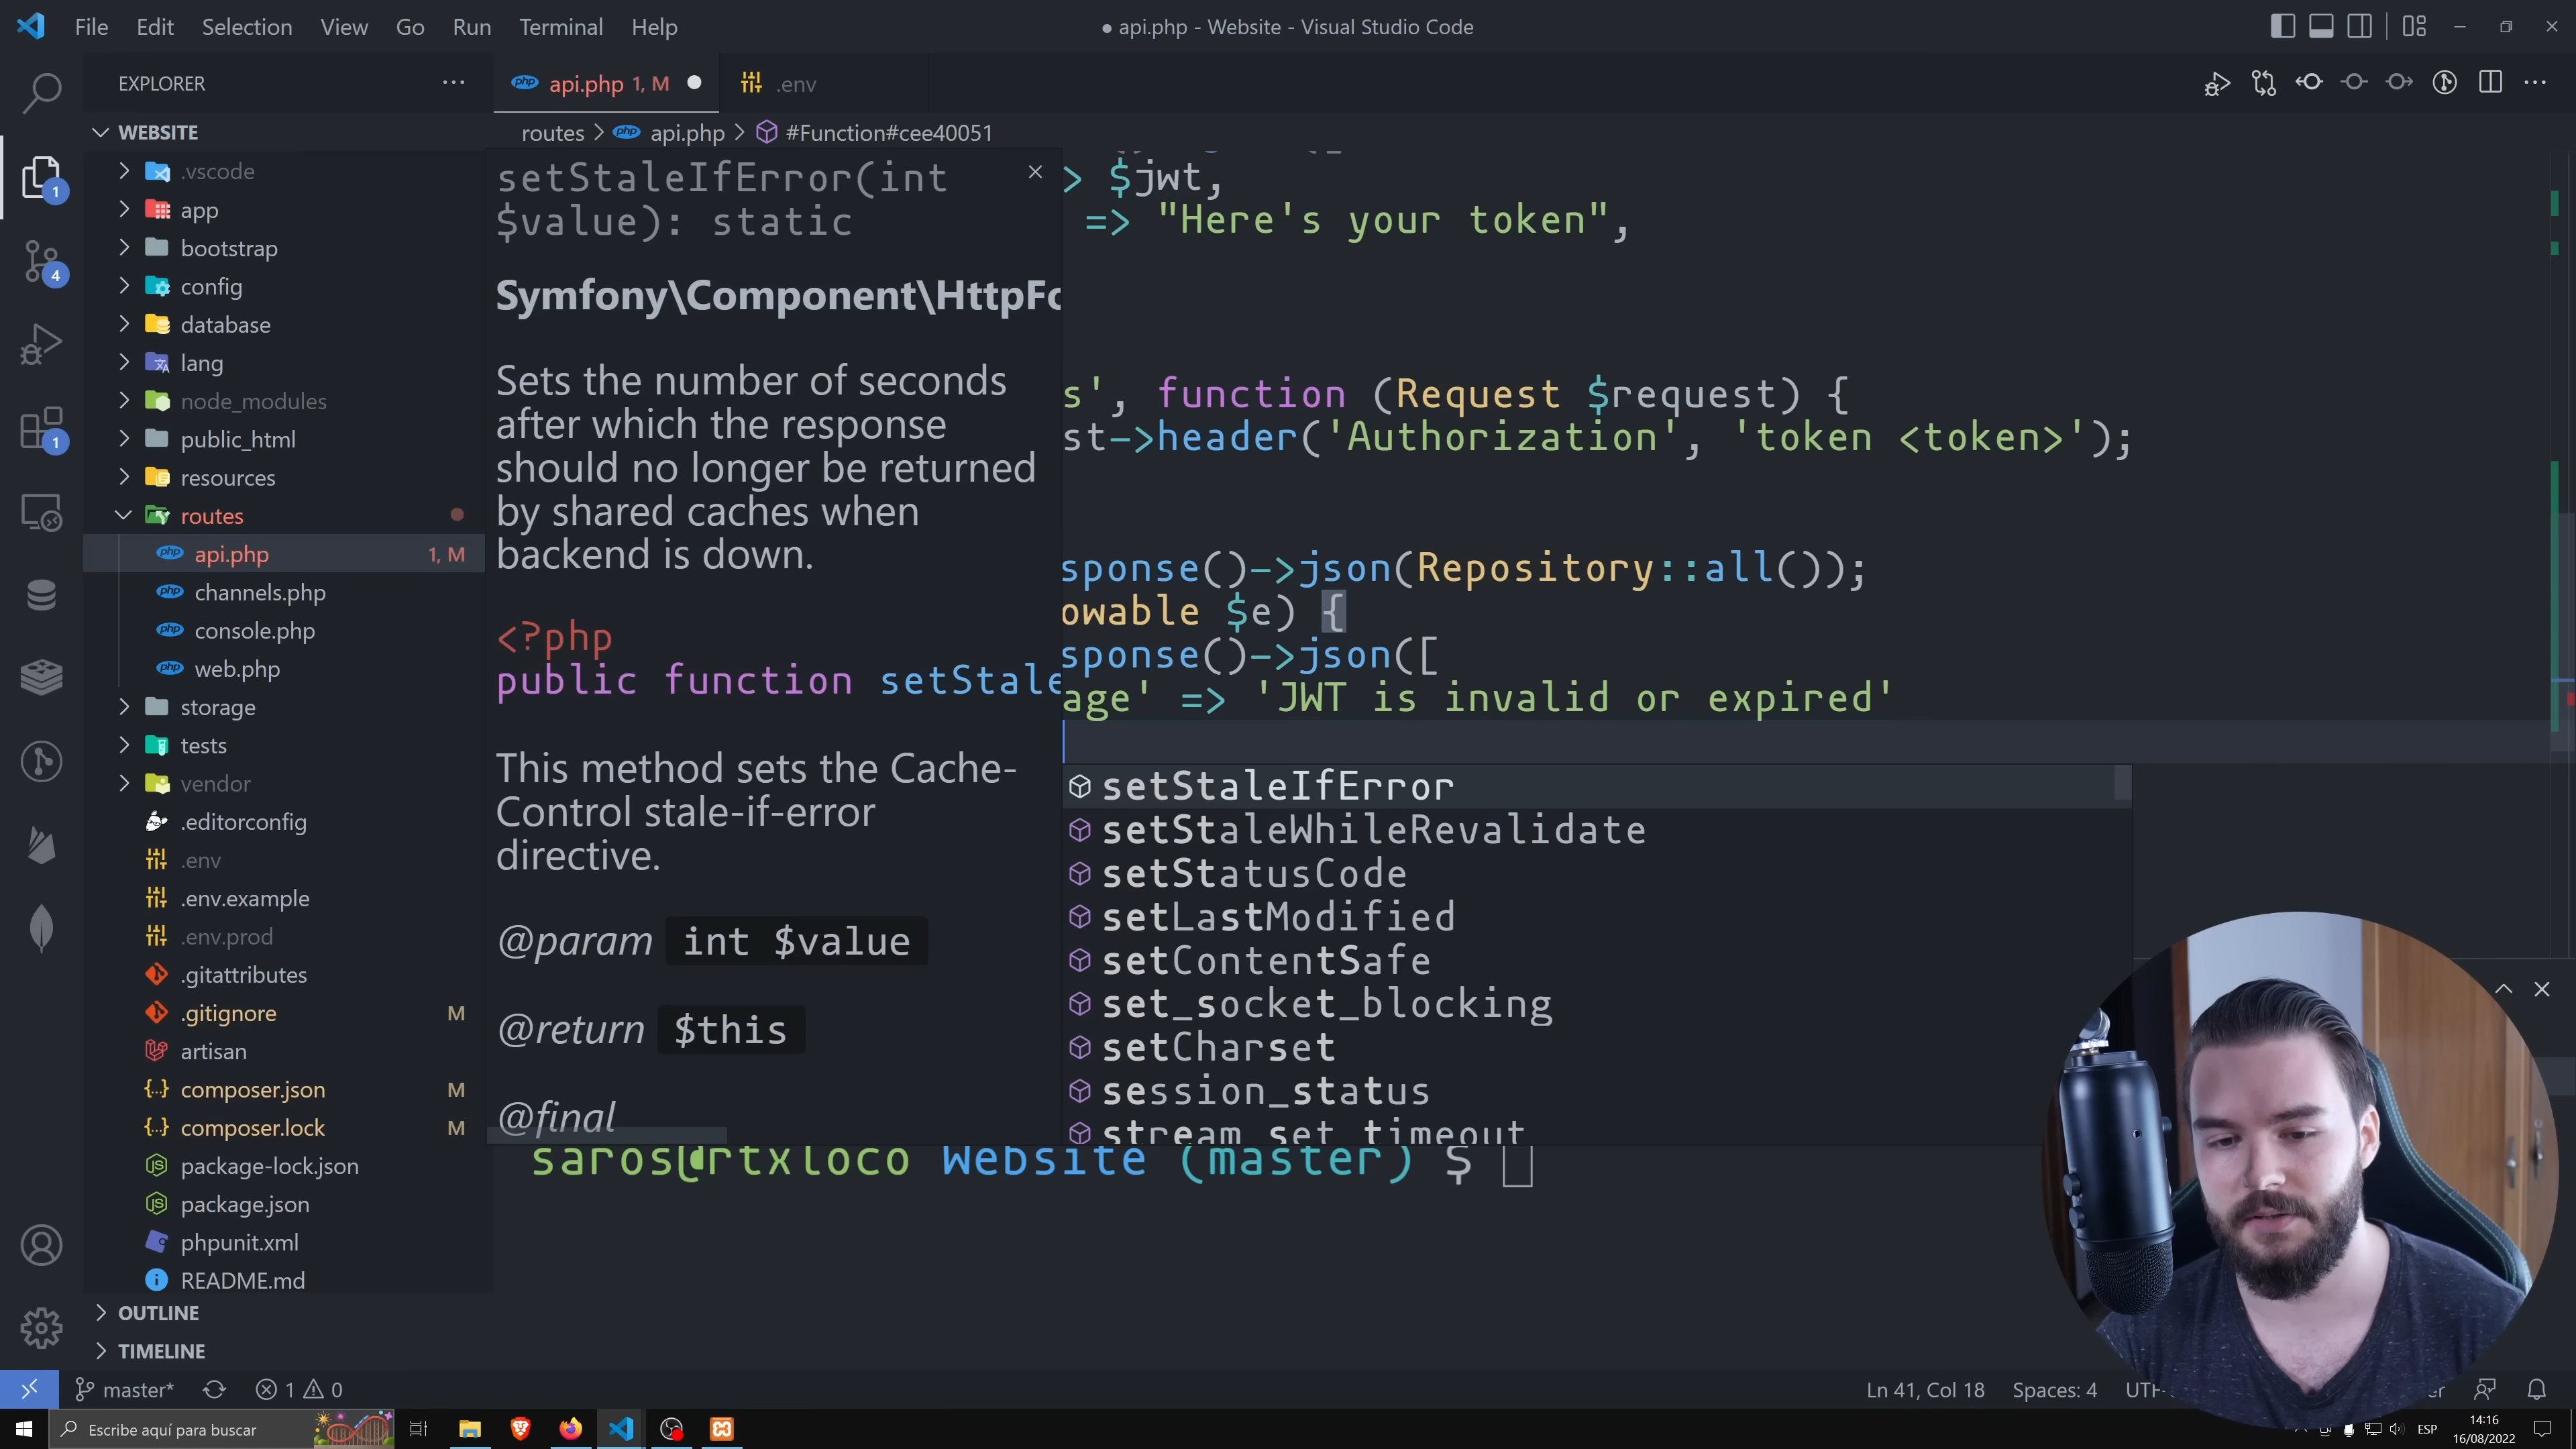 File Edit Selection View Go Run Terminal Help
● api.php - Website - Visual Studio Code
EXPLORER
WEBSITE
.vscode
app
bootstrap
config
database
lang
node_modules
public_html
resources
routes
api.php 1, M
channels.php
console.php
web.php
storage
tests
vendor
.editorconfig
.env
.env.example
.env.prod
.gitattributes
.gitignore M
artisan
composer.json M
composer.lock M
package-lock.json
package.json
phpunit.xml
README.md
OUTLINE
TIMELINE
1
4
1
api.php 1, M
.env
routes > api.php > #Function#cee40051
setStaleIfError(int
$value): static
Symfony\Component\HttpFo
Sets the number of seconds
after which the response
should no longer be returned
by shared caches when
backend is down.
<?php
public function setStale
This method sets the Cache-
Control stale-if-error
directive.
@param int $value
@return $this
@final
> $jwt,
=> "Here's your token",
s', function (Request $request) {
st->header('Authorization', 'token <token>');
sponse()->json(Repository::all());
owable $e) {
sponse()->json([
age' => 'JWT is invalid or expired'
setStaleIfError
setStaleWhileRevalidate
setStatusCode
setLastModified
setContentSafe
set_socket_blocking
setCharset
session_status
stream_set_timeout
saros@rtxloco Website (master) $
master* 1 0
Ln 41, Col 18 Spaces: 4 UTF-
Escribe aquí para buscar
ESP
14:16
16/08/2022